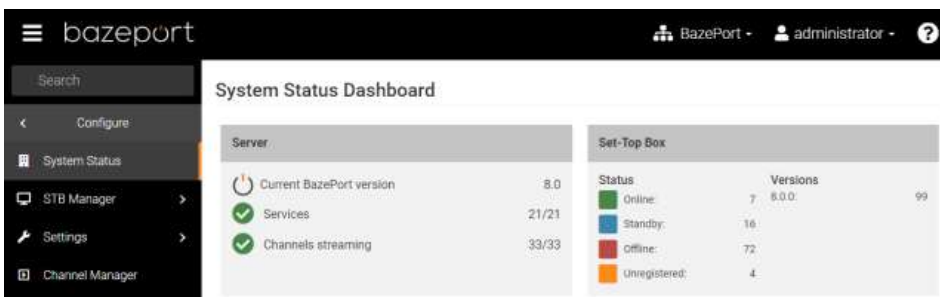 bazeport
BazePort
administrator
?
Search
Configure
System Status
STB Manager
Settings
Channel Manager
System Status Dashboard
Server
Current BazePort version 8.0
Services 21/21
Channels streaming 33/33
Set-Top Box
Status Versions
Online: 7 8.0.0: 99
Standby: 16
Offline: 72
Unregistered: 4